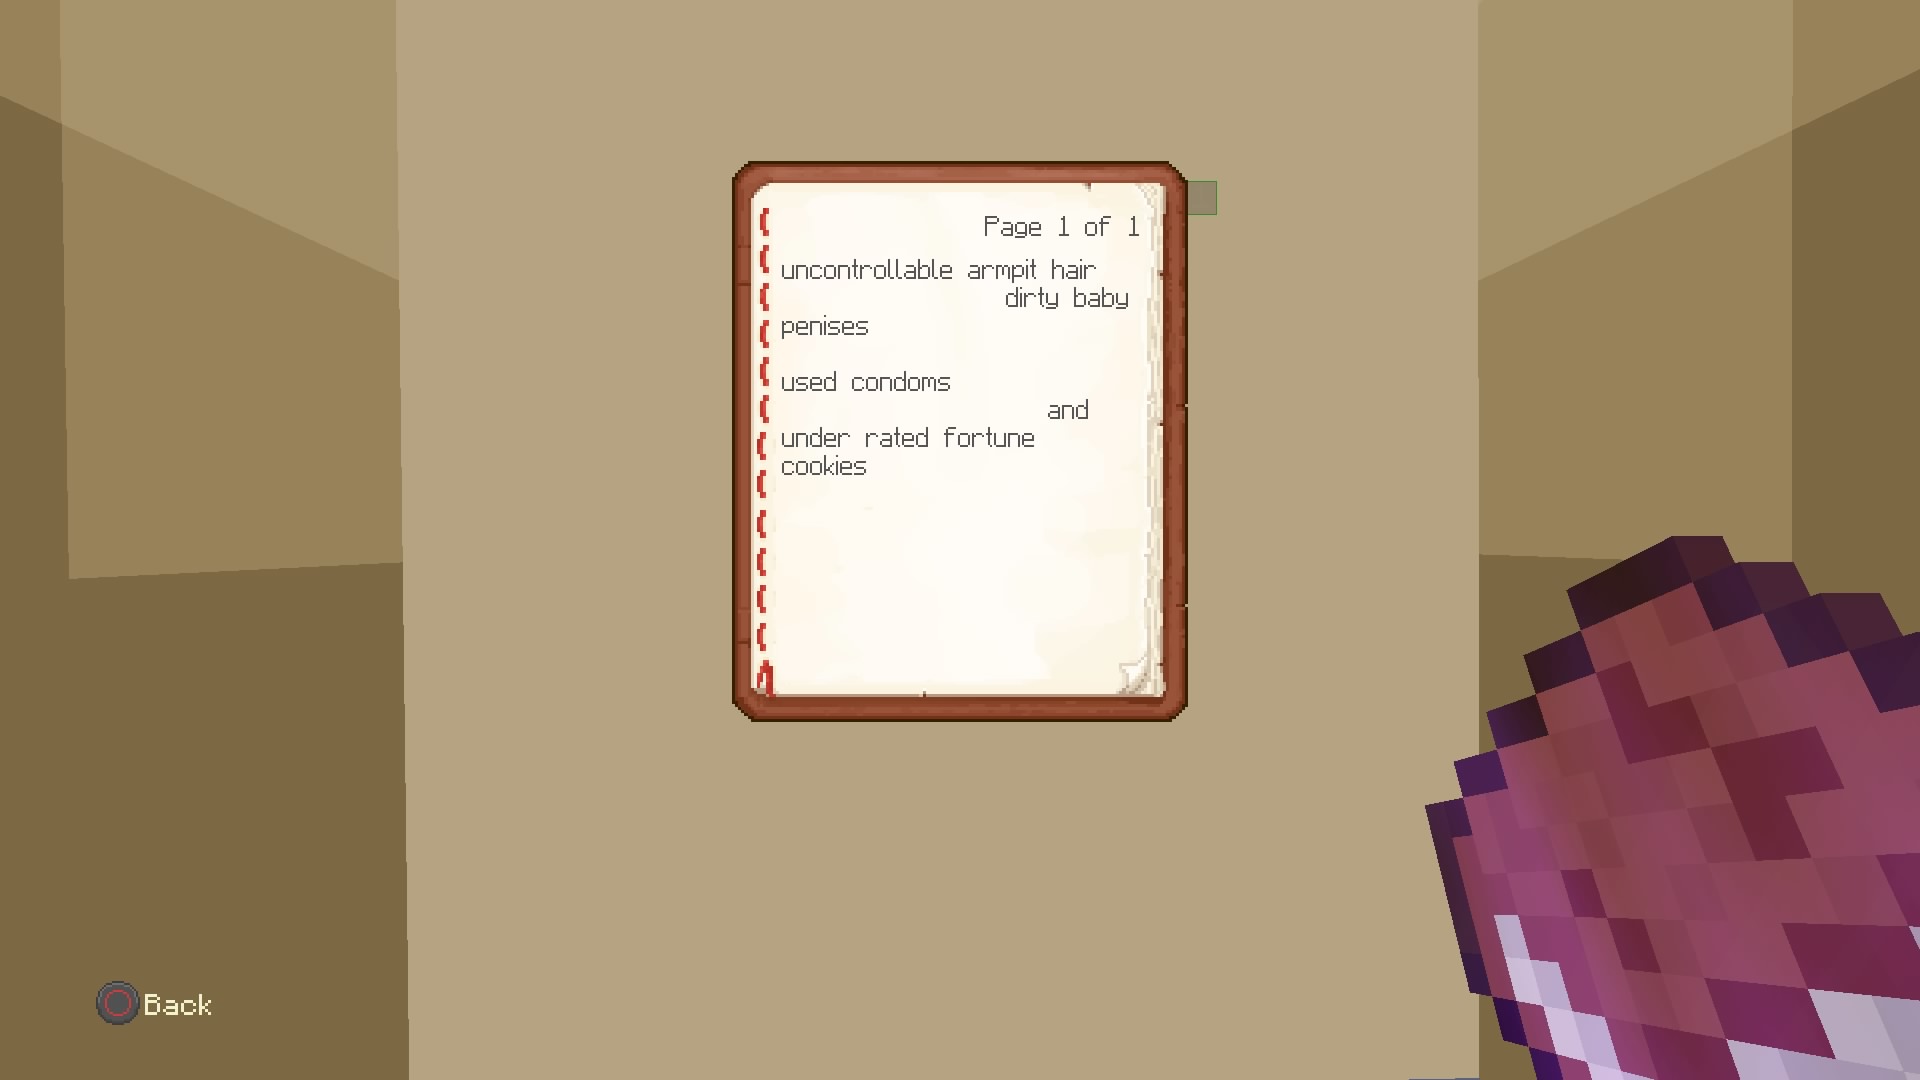 Page 1 of 1
uncontrollable armpit hair
dirty baby
penises
used condoms
and
under rated fortune
cookies
Back